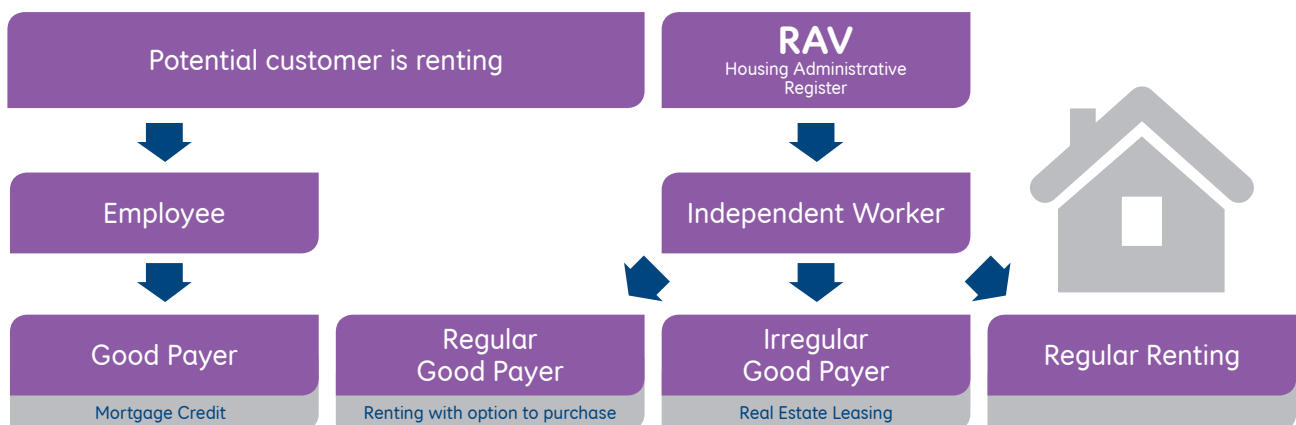 Potential customer is renting
RAV
Housing Administrative
Register
Employee
Independent Worker
Good Payer
Mortgage Credit
Regular
Good Payer
Renting with option to purchase
Irregular
Good Payer
Real Estate Leasing
Regular Renting